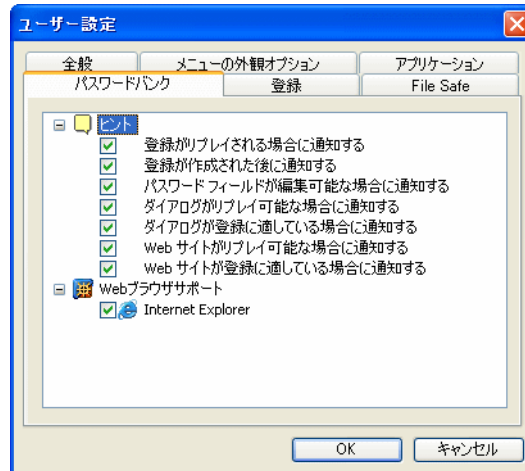 ユーザー設定
全般 メニューの外観オプション アプリケーション
パスワードバンク 登録 File Safe
ヒント
登録がリプレイされる場合に通知する
登録が作成された後に通知する
パスワード フィールドが編集可能な場合に通知する
ダイアログがリプレイ可能な場合に通知する
ダイアログが登録に適している場合に通知する
Web サイトがリプレイ可能な場合に通知する
Web サイトが登録に適している場合に通知する
Webブラウザサポート
Internet Explorer
OK キャンセル